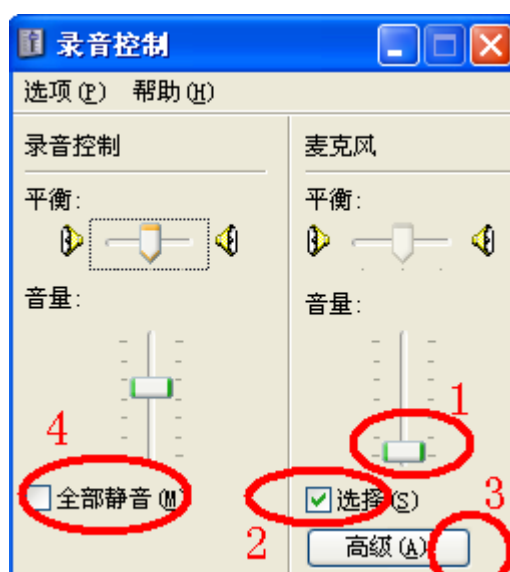 录音控制
选项(P) 帮助(H)
录音控制
平衡:
音量:
4
全部静音(M)
麦克风
平衡:
音量:
1
选择(S)
2
3
高级(A)